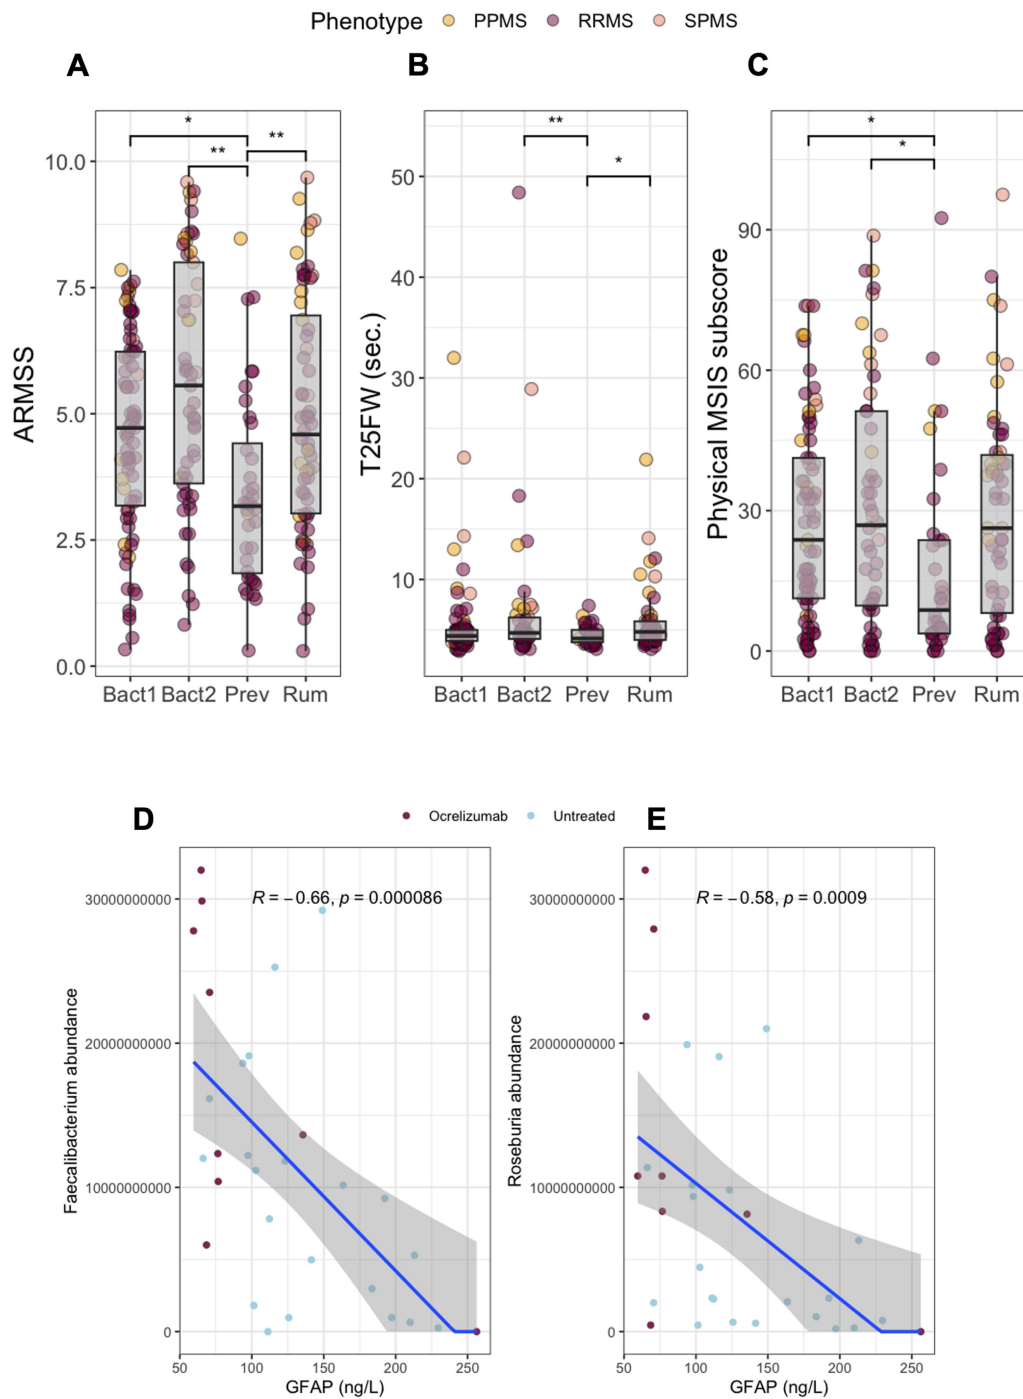 Phenotype PPMS RRMS SPMS
A
B
C
ARMSS
10.0
7.5
5.0
2.5
0.0
* ** **
Bact1 Bact2 Prev Rum
T25FW (sec.)
50
40
30
20
10
** *
Bact1 Bact2 Prev Rum
Physical MSIS subscore
90
60
30
0
* *
Bact1 Bact2 Prev Rum
D
Ocrelizumab Untreated
E
Faecalibacterium abundance
30000000000
20000000000
10000000000
0
R = −0.66, p = 0.000086
50 100 150 200 250
GFAP (ng/L)
Roseburia abundance
30000000000
20000000000
10000000000
0
R = −0.58, p = 0.0009
50 100 150 200 250
GFAP (ng/L)